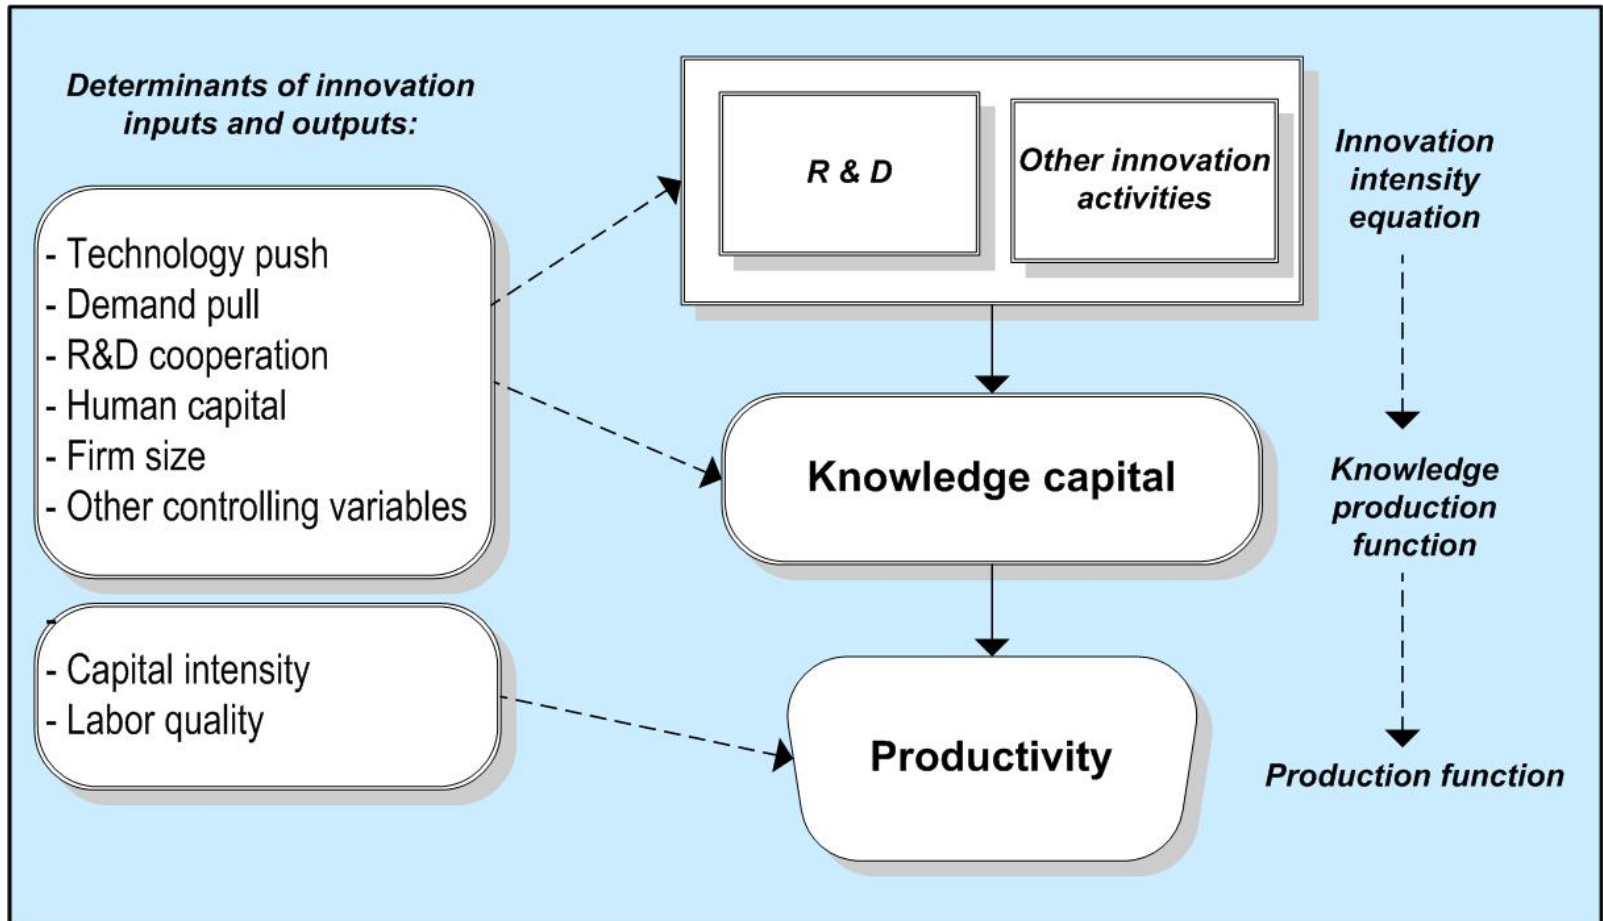 Determinants of innovation
inputs and outputs:
- Technology push
- Demand pull
- R&D cooperation
- Human capital
- Firm size
- Other controlling variables
-
- Capital intensity
- Labor quality
R & D
Other innovation
activities
Knowledge capital
Productivity
Innovation
intensity
equation
Knowledge
production
function
Production function